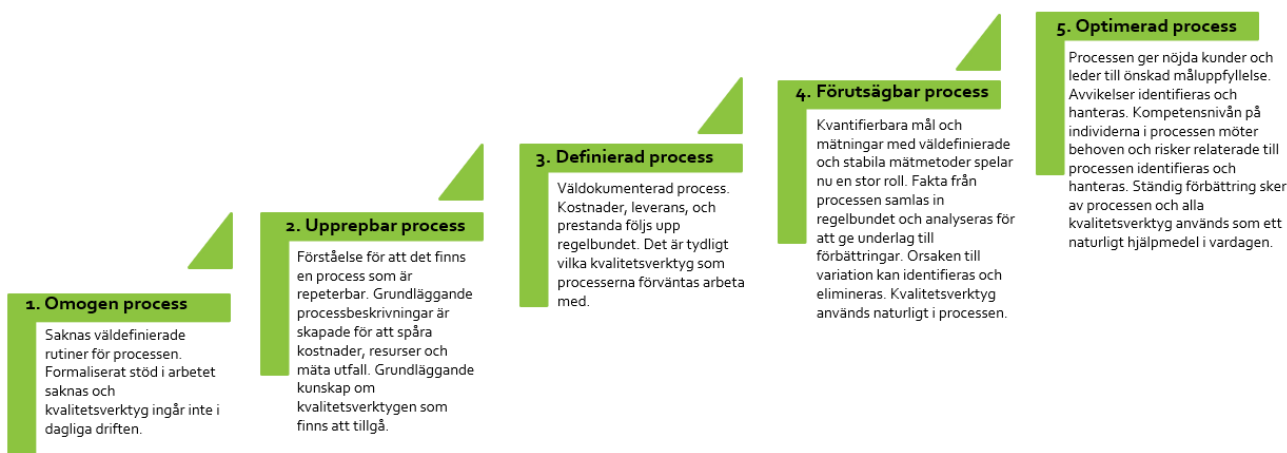 1. Omogen process
Saknas väldefinierade
rutiner för processen.
Formaliserat stöd i arbetet
saknas och
kvalitetsverktyg ingår inte i
dagliga driften.
2. Upprepbar process
Förståelse för att det finns
en process som är
repeterbar. Grundläggande
processbeskrivningar är
skapade för att spåra
kostnader, resurser och
mäta utfall. Grundläggande
kunskap om
kvalitetsverktygen som
finns att tillgå.
3. Definierad process
Väldokumenterad process.
Kostnader, leverans, och
prestanda följs upp
regelbundet. Det är tydligt
vilka kvalitetsverktyg som
processerna förväntas arbeta
med.
4. Förutsägbar process
Kvantifierbara mål och
mätningar med väldefinierade
och stabila mätmetoder spelar
nu en stor roll. Fakta från
processen samlas in
regelbundet och analyseras för
att ge underlag till
förbättringar. Orsaken till
variation kan identifieras och
elimineras. Kvalitetsverktyg
används naturligt i processen.
5. Optimerad process
Processen ger nöjda kunder och
leder till önskad måluppfyllelse.
Avvikelser identifieras och
hanteras. Kompetensnivån på
individerna i processen möter
behoven och risker relaterade till
processen identifieras och
hanteras. Ständig förbättring sker
av processen och alla
kvalitetsverktyg används som ett
naturligt hjälpmedel i vardagen.